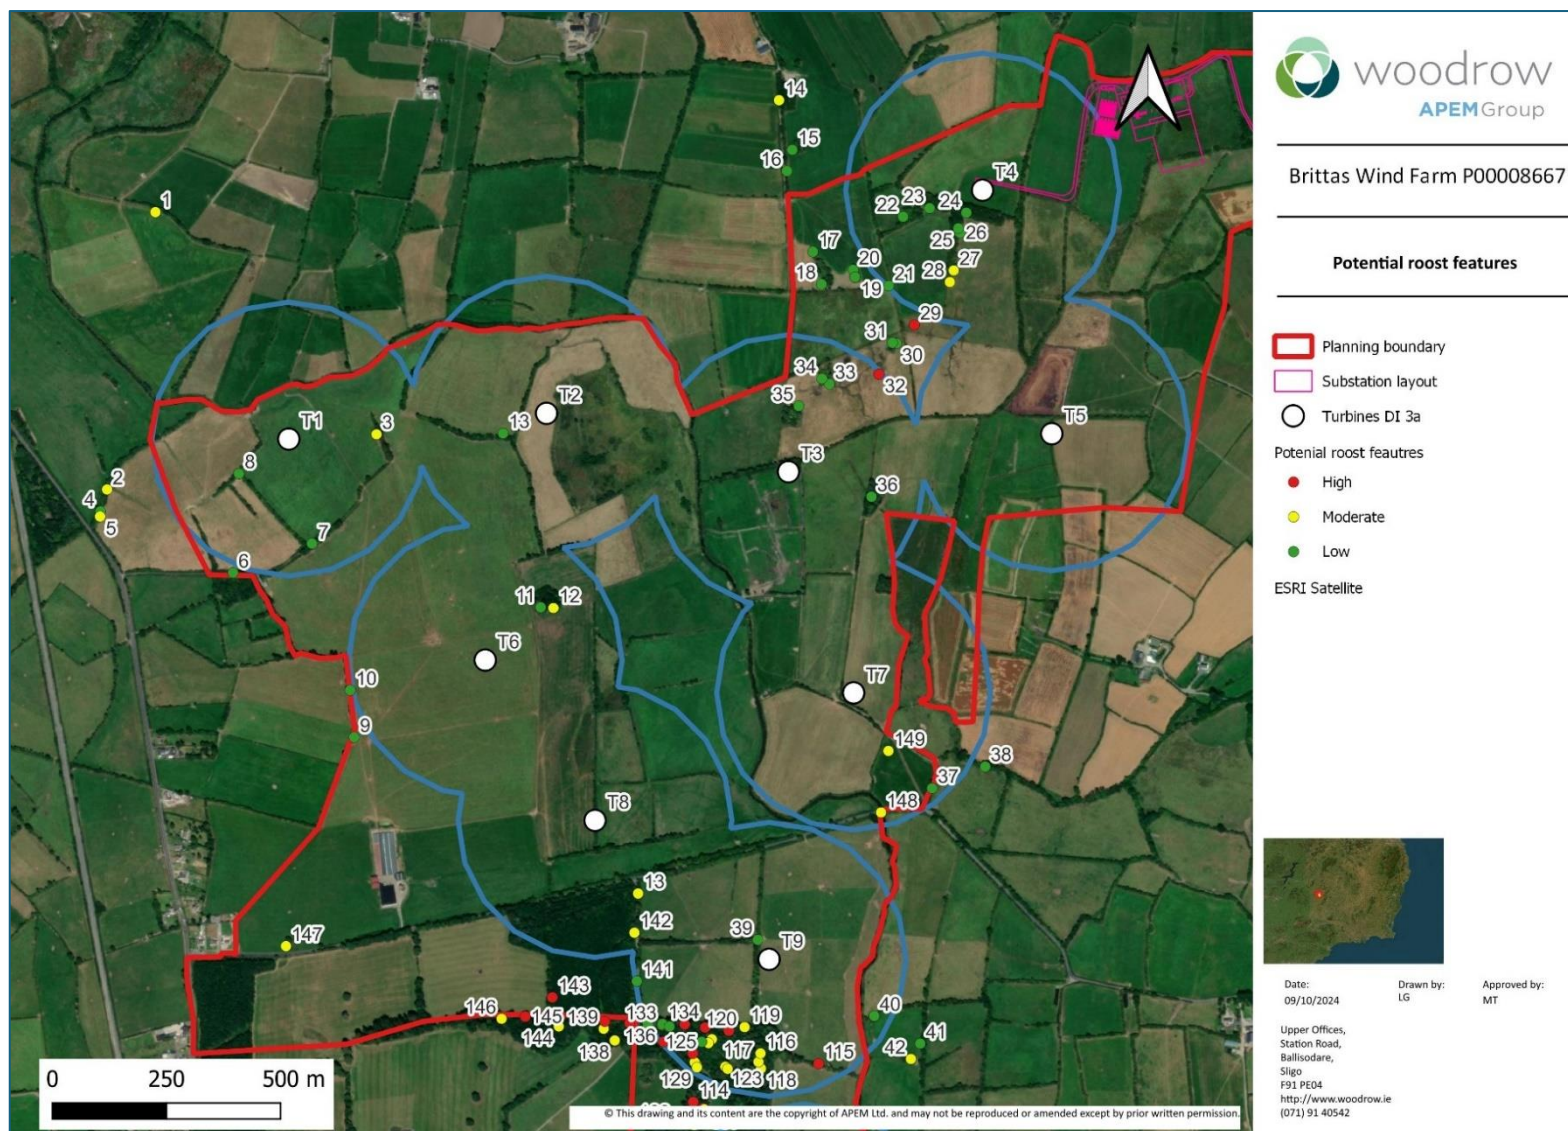 14
15
16
1
T4
23
24
22
26
25
17
20
27
18
28
21
19
29
31
30
34
33
32
35
T2
T1
3
13
T5
8
T3
2
36
4
5
7
6
11
12
T6
10
T7
9
149
38
37
148
T8
13
142
39
T9
147
141
143
40
146
145
139
133
134
120
119
41
144
136
125
116
42
138
117
115
129
123
118
114
0 250 500 m
© This drawing and its content are the copyright of APEM Ltd. and may not be reproduced or amended except by prior written permission.
woodrow
APEMGroup
Brittas Wind Farm P00008667
Potential roost features
Planning boundary
Substation layout
Turbines DI 3a
Potenial roost feautres
High
Moderate
Low
ESRI Satellite
Date: Drawn by: Approved by:
09/10/2024 LG MT
Upper Offices,
Station Road,
Ballisodare,
Sligo
F91 PE04
http://www.woodrow.ie
(071) 91 40542